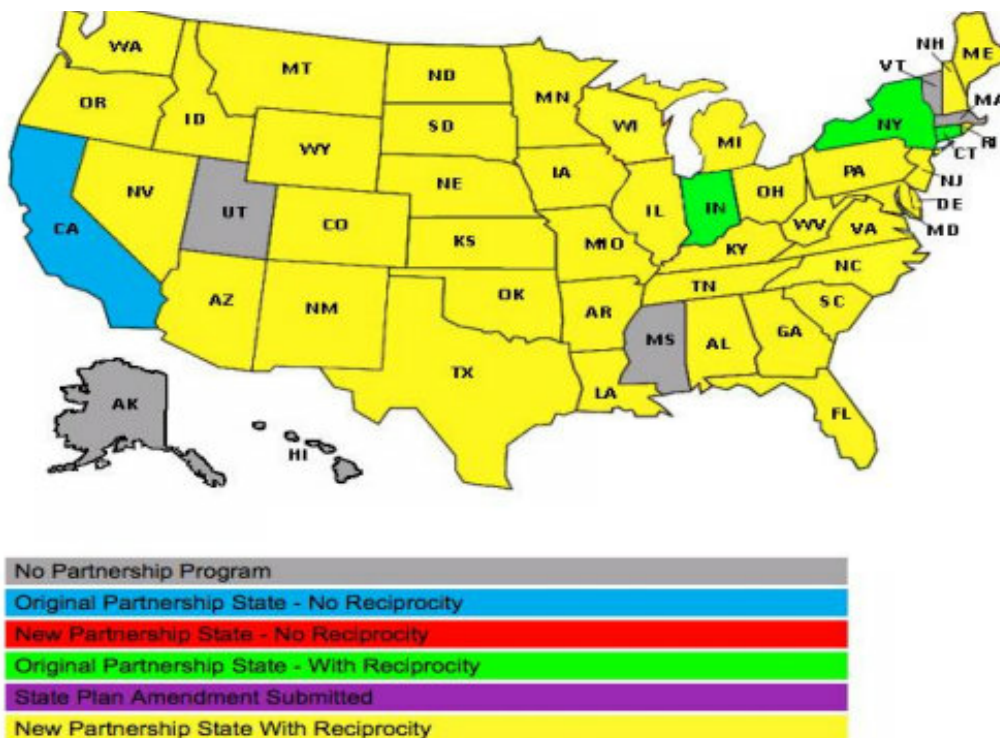 WA
MT
ND
MN
OR
ID
SD
WI
MI
WY
NH
ME
VT
MA
NY
RI
CT
NV
UT
NE
IA
PA
NJ
CA
CO
IL
IN
OH
DE
MD
KS
MO
WV
VA
KY
NC
AZ
NM
OK
AR
TN
SC
MS
AL
GA
TX
LA
FL
AK
HI
No Partnership Program
Original Partnership State - No Reciprocity
New Partnership State - No Reciprocity
Original Partnership State - With Reciprocity
State Plan Amendment Submitted
New Partnership State With Reciprocity